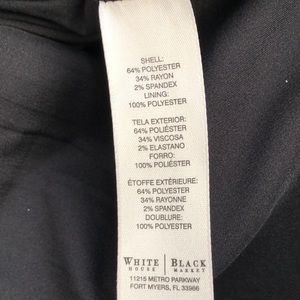 SHELL:
64% POLYESTER
34% RAYON
2% SPANDEX
LINING:
100% POLYESTER
TELA EXTERIOR:
64% POLIÉSTER
34% VISCOSA
2% ELASTANO
FORRO:
100% POLIÉSTER
ÉTOFFE EXTÉRIEURE:
64% POLYESTER
34% RAYONNE
2% SPANDEX
DOUBLURE:
100% POLYESTER
WHITE | BLACK
HOUSE | MARKET
11215 METRO PARKWAY
FORT MYERS, FL 33966